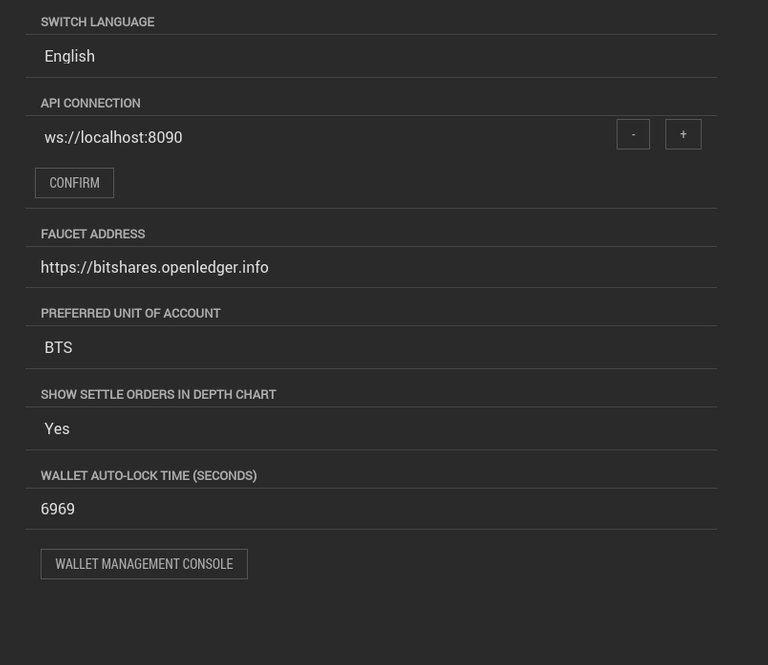 SWITCH LANGUAGE
English
API CONNECTION
ws://localhost:8090 - +
CONFIRM
FAUCET ADDRESS
https://bitshares.openledger.info
PREFERRED UNIT OF ACCOUNT
BTS
SHOW SETTLE ORDERS IN DEPTH CHART
Yes
WALLET AUTO-LOCK TIME (SECONDS)
6969
WALLET MANAGEMENT CONSOLE